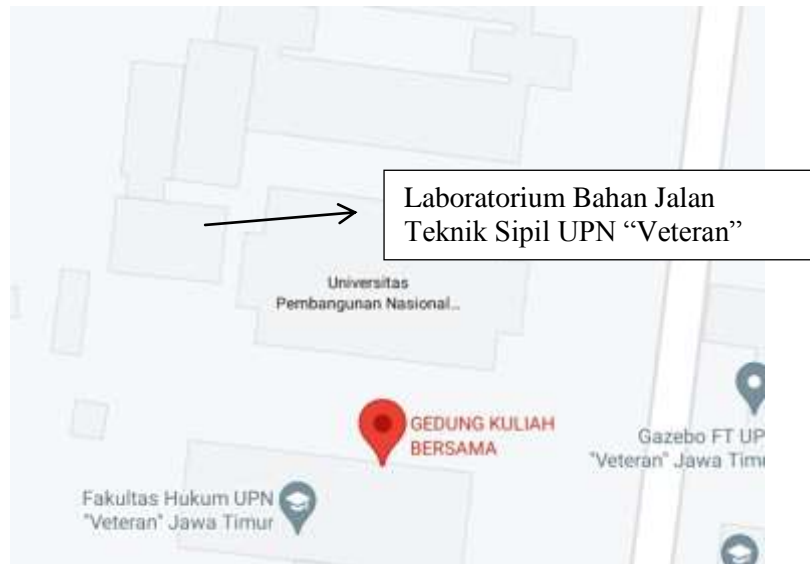 Laboratorium Bahan Jalan
Teknik Sipil UPN “Veteran”
Universitas
Pembangunan Nasional...
GEDUNG KULIAH
BERSAMA
Gazebo FT UP
"Veteran" Jawa Tim
Fakultas Hukum UPN
"Veteran" Jawa Timur